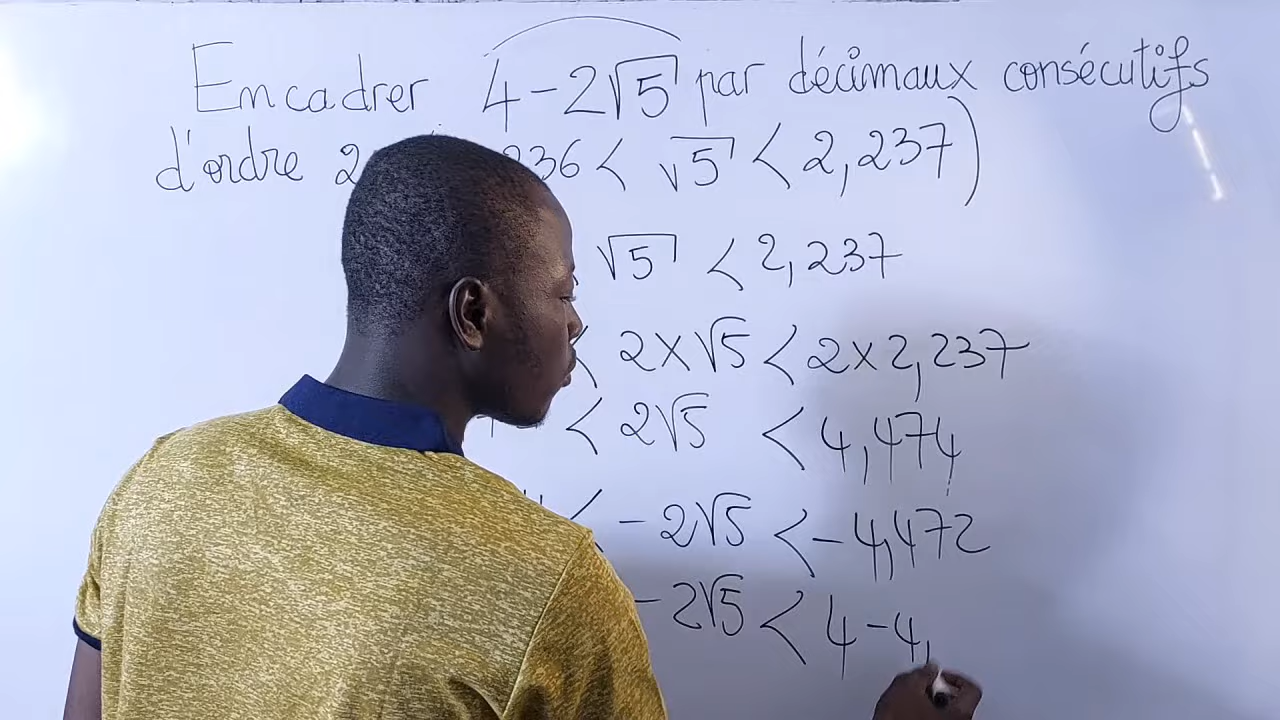 Encadrer 4 - 2√5 par décimaux consécutifs
d'ordre 2 236 < √5 < 2,237)
√5 < 2,237
< 2×√5 < 2×2,237
< 2√5 < 4,474
< -2√5 < -4,472
-2√5 < 4-4,